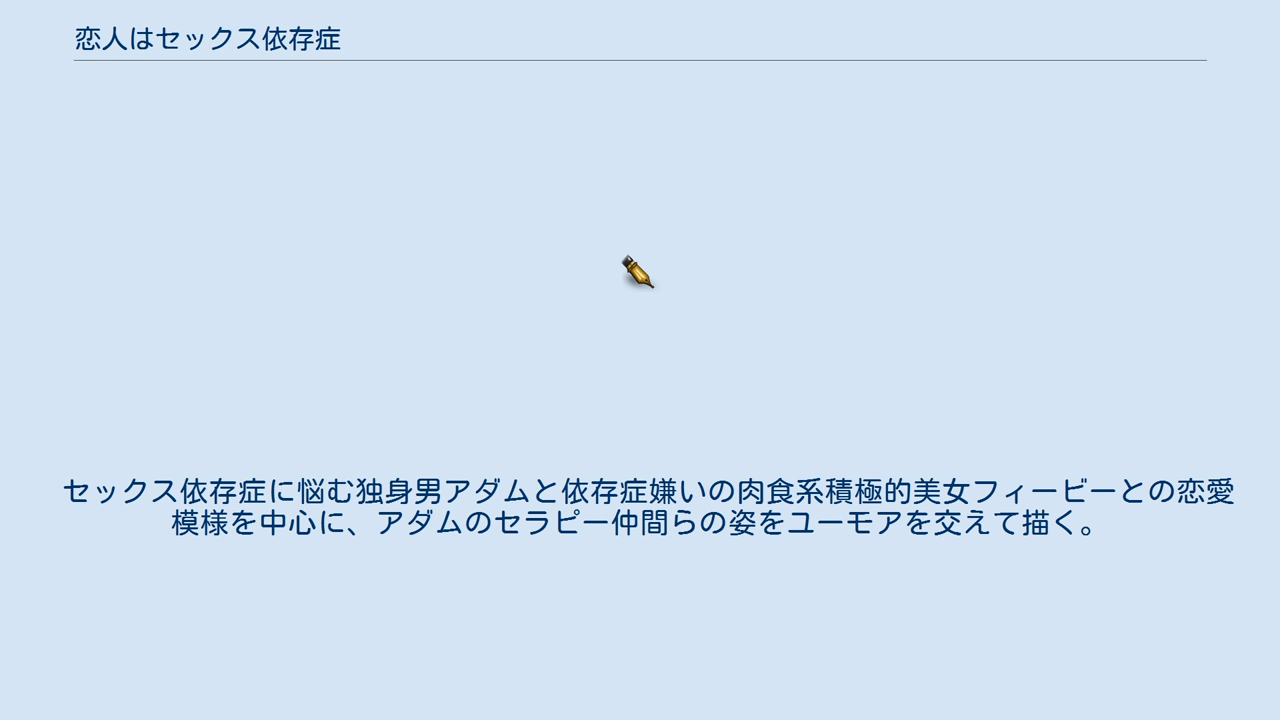 恋人はセックス依存症
セックス依存症に悩む独身男アダムと依存症嫌いの肉食系積極的美女フィービーとの恋愛
模様を中心に、アダムのセラピー仲間らの姿をユーモアを交えて描く。